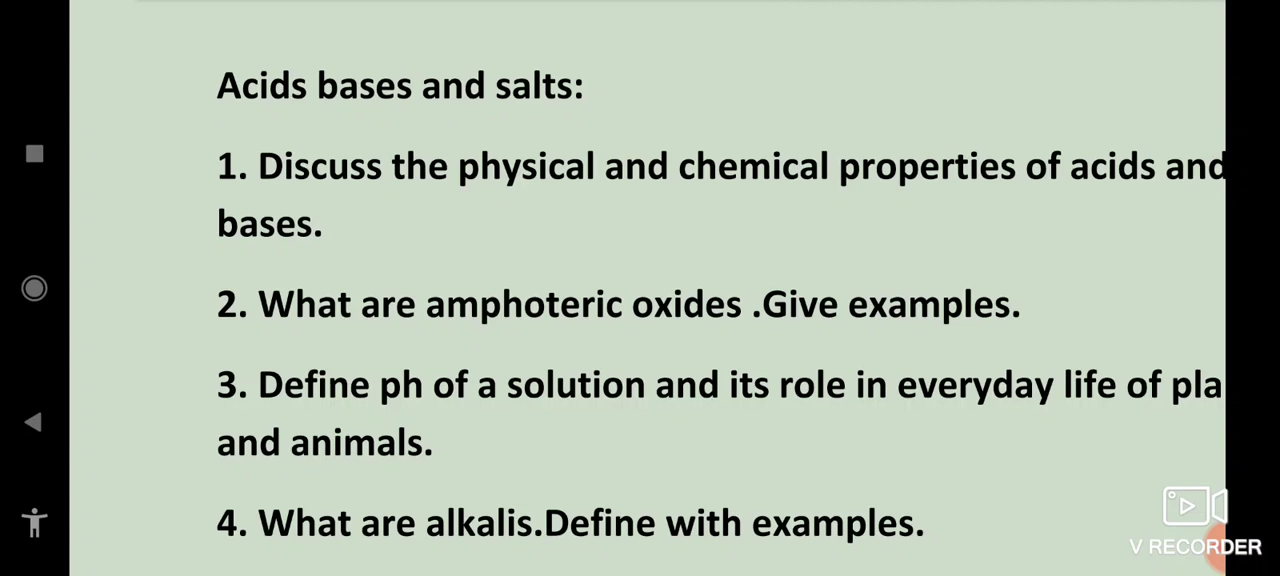 Acids bases and salts:
1. Discuss the physical and chemical properties of acids and
bases.
2. What are amphoteric oxides .Give examples.
3. Define ph of a solution and its role in everyday life of pla
and animals.
4. What are alkalis.Define with examples.
V RECORDER